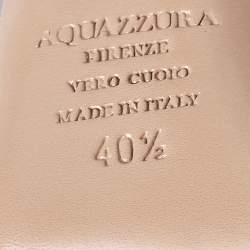 AQUAZZURA
FIRENZE
VERO CUOIO
MADE IN ITALY
40½